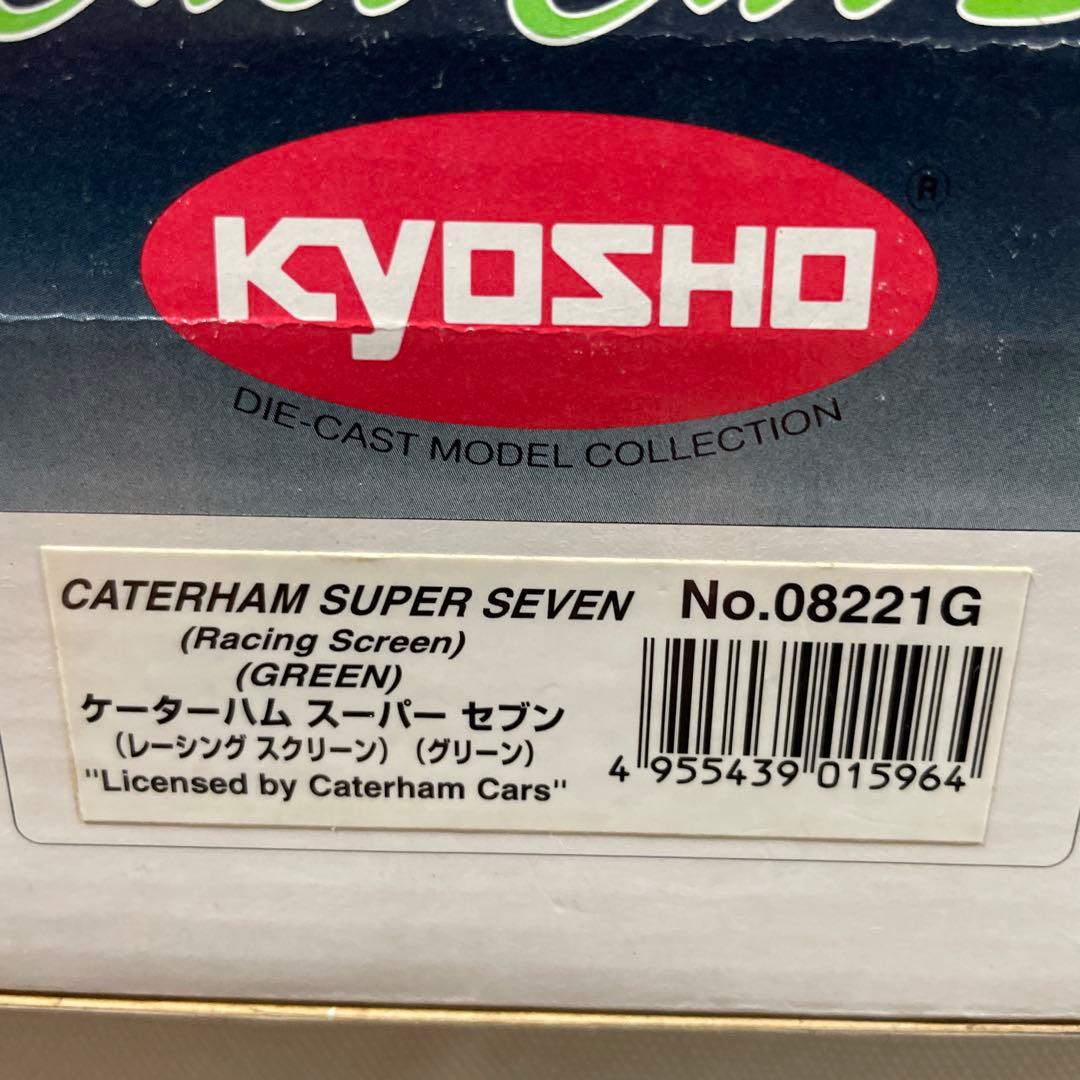 KYOSHO
®
DIE-CAST MODEL COLLECTION
CATERHAM SUPER SEVEN No.08221G
(Racing Screen)
(GREEN)
ケーターハム スーパー セブン
(レーシング スクリーン) (グリーン)
"Licensed by Caterham Cars"
4 955439 015964